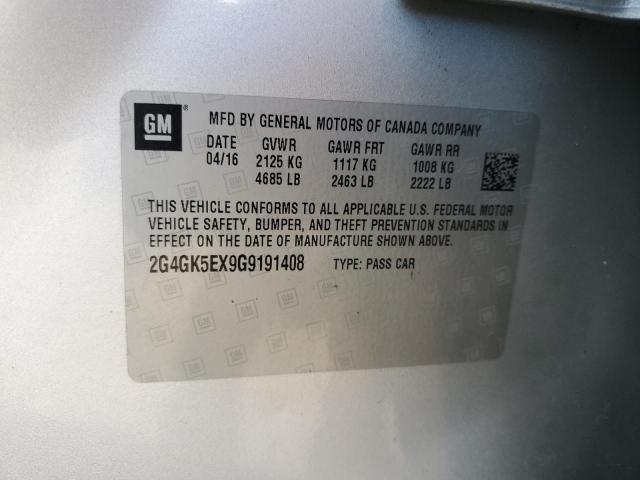 GM ®
MFD BY GENERAL MOTORS OF CANADA COMPANY
DATE GVWR GAWR FRT GAWR RR
04/16 2125 KG 1117 KG 1008 KG
4685 LB 2463 LB 2222 LB
THIS VEHICLE CONFORMS TO ALL APPLICABLE U.S. FEDERAL MOTOR
VEHICLE SAFETY, BUMPER, AND THEFT PREVENTION STANDARDS IN
EFFECT ON THE DATE OF MANUFACTURE SHOWN ABOVE.
2G4GK5EX9G9191408 TYPE: PASS CAR